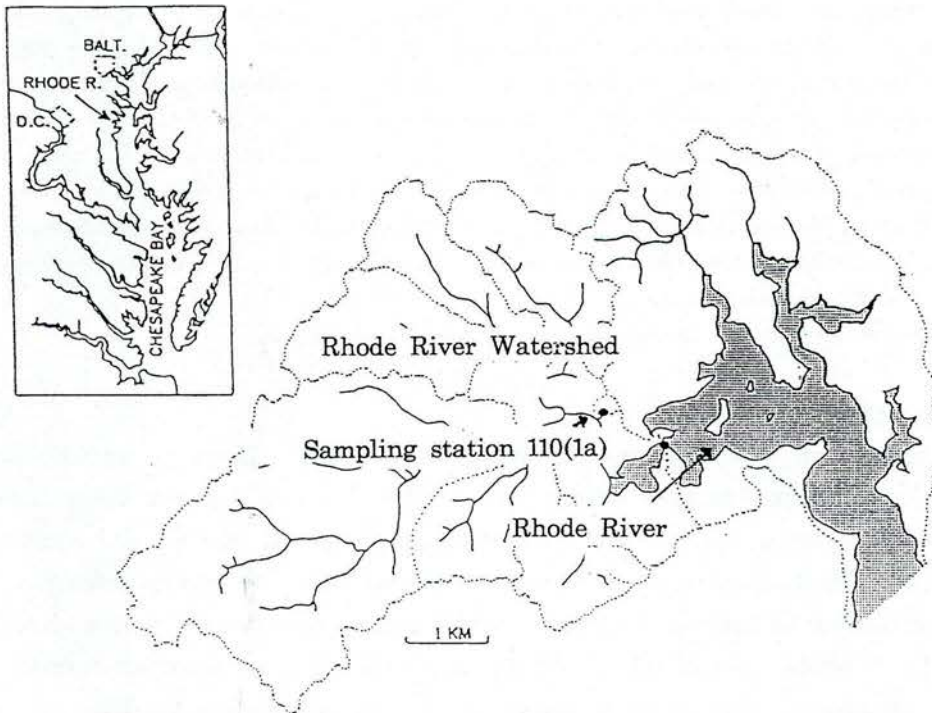 BALT.
RHODE R.
D.C.
CHESAPEAKE BAY
Rhode River Watershed
Sampling station 110(1a)
Rhode River
1 KM